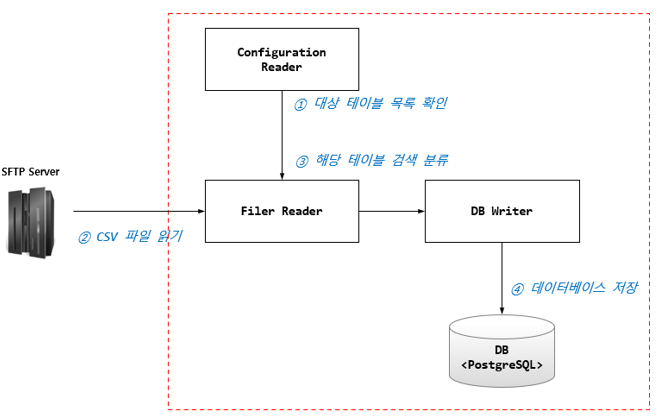 Configuration
Reader
① 대상 테이블 목록 확인
③ 해당 테이블 검색 분류
SFTP Server
Filer Reader
DB Writer
② CSV 파일 읽기
④ 데이터베이스 저장
DB
<PostgreSQL>